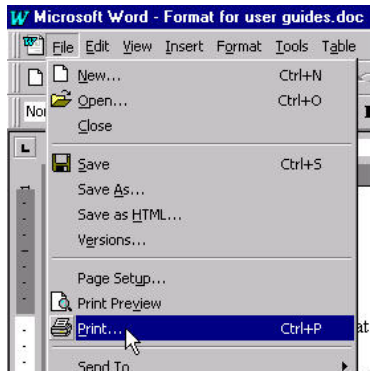 Microsoft Word - Format for user guides.doc
File Edit View Insert Format Tools Table
New... Ctrl+N
Open... Ctrl+O
Close
Save Ctrl+S
Save As...
Save as HTML...
Versions...
Page Setup...
Print Preview
Print... Ctrl+P
Send To